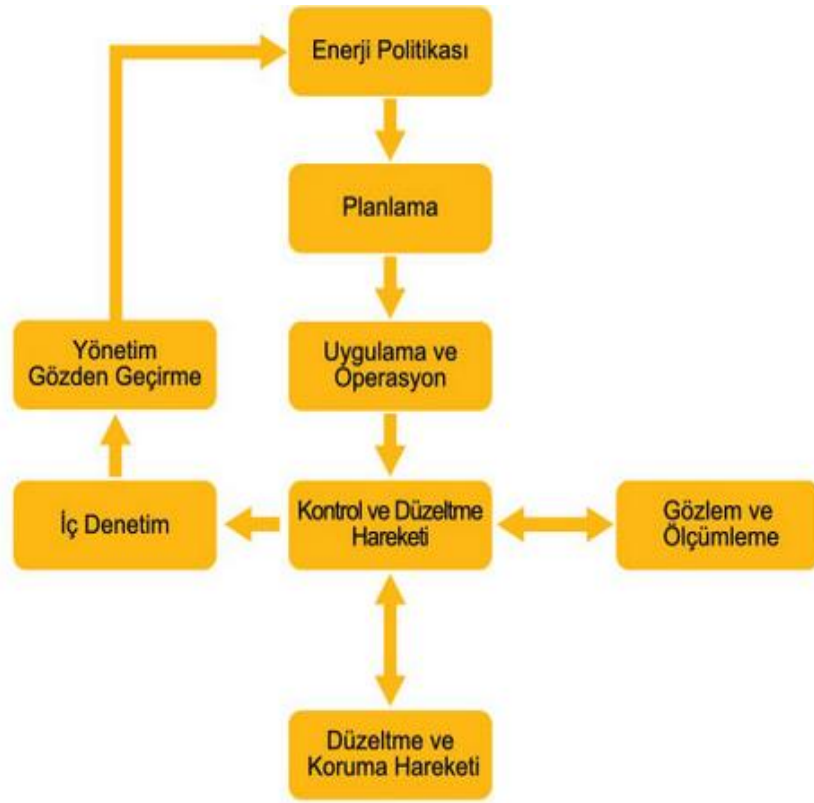 Enerji Politikası
Planlama
Yönetim
Gözden Geçirme
Uygulama ve
Operasyon
İç Denetim
Kontrol ve Düzeltme
Hareketi
Gözlem ve
Ölçümleme
Düzeltme ve
Koruma Hareketi